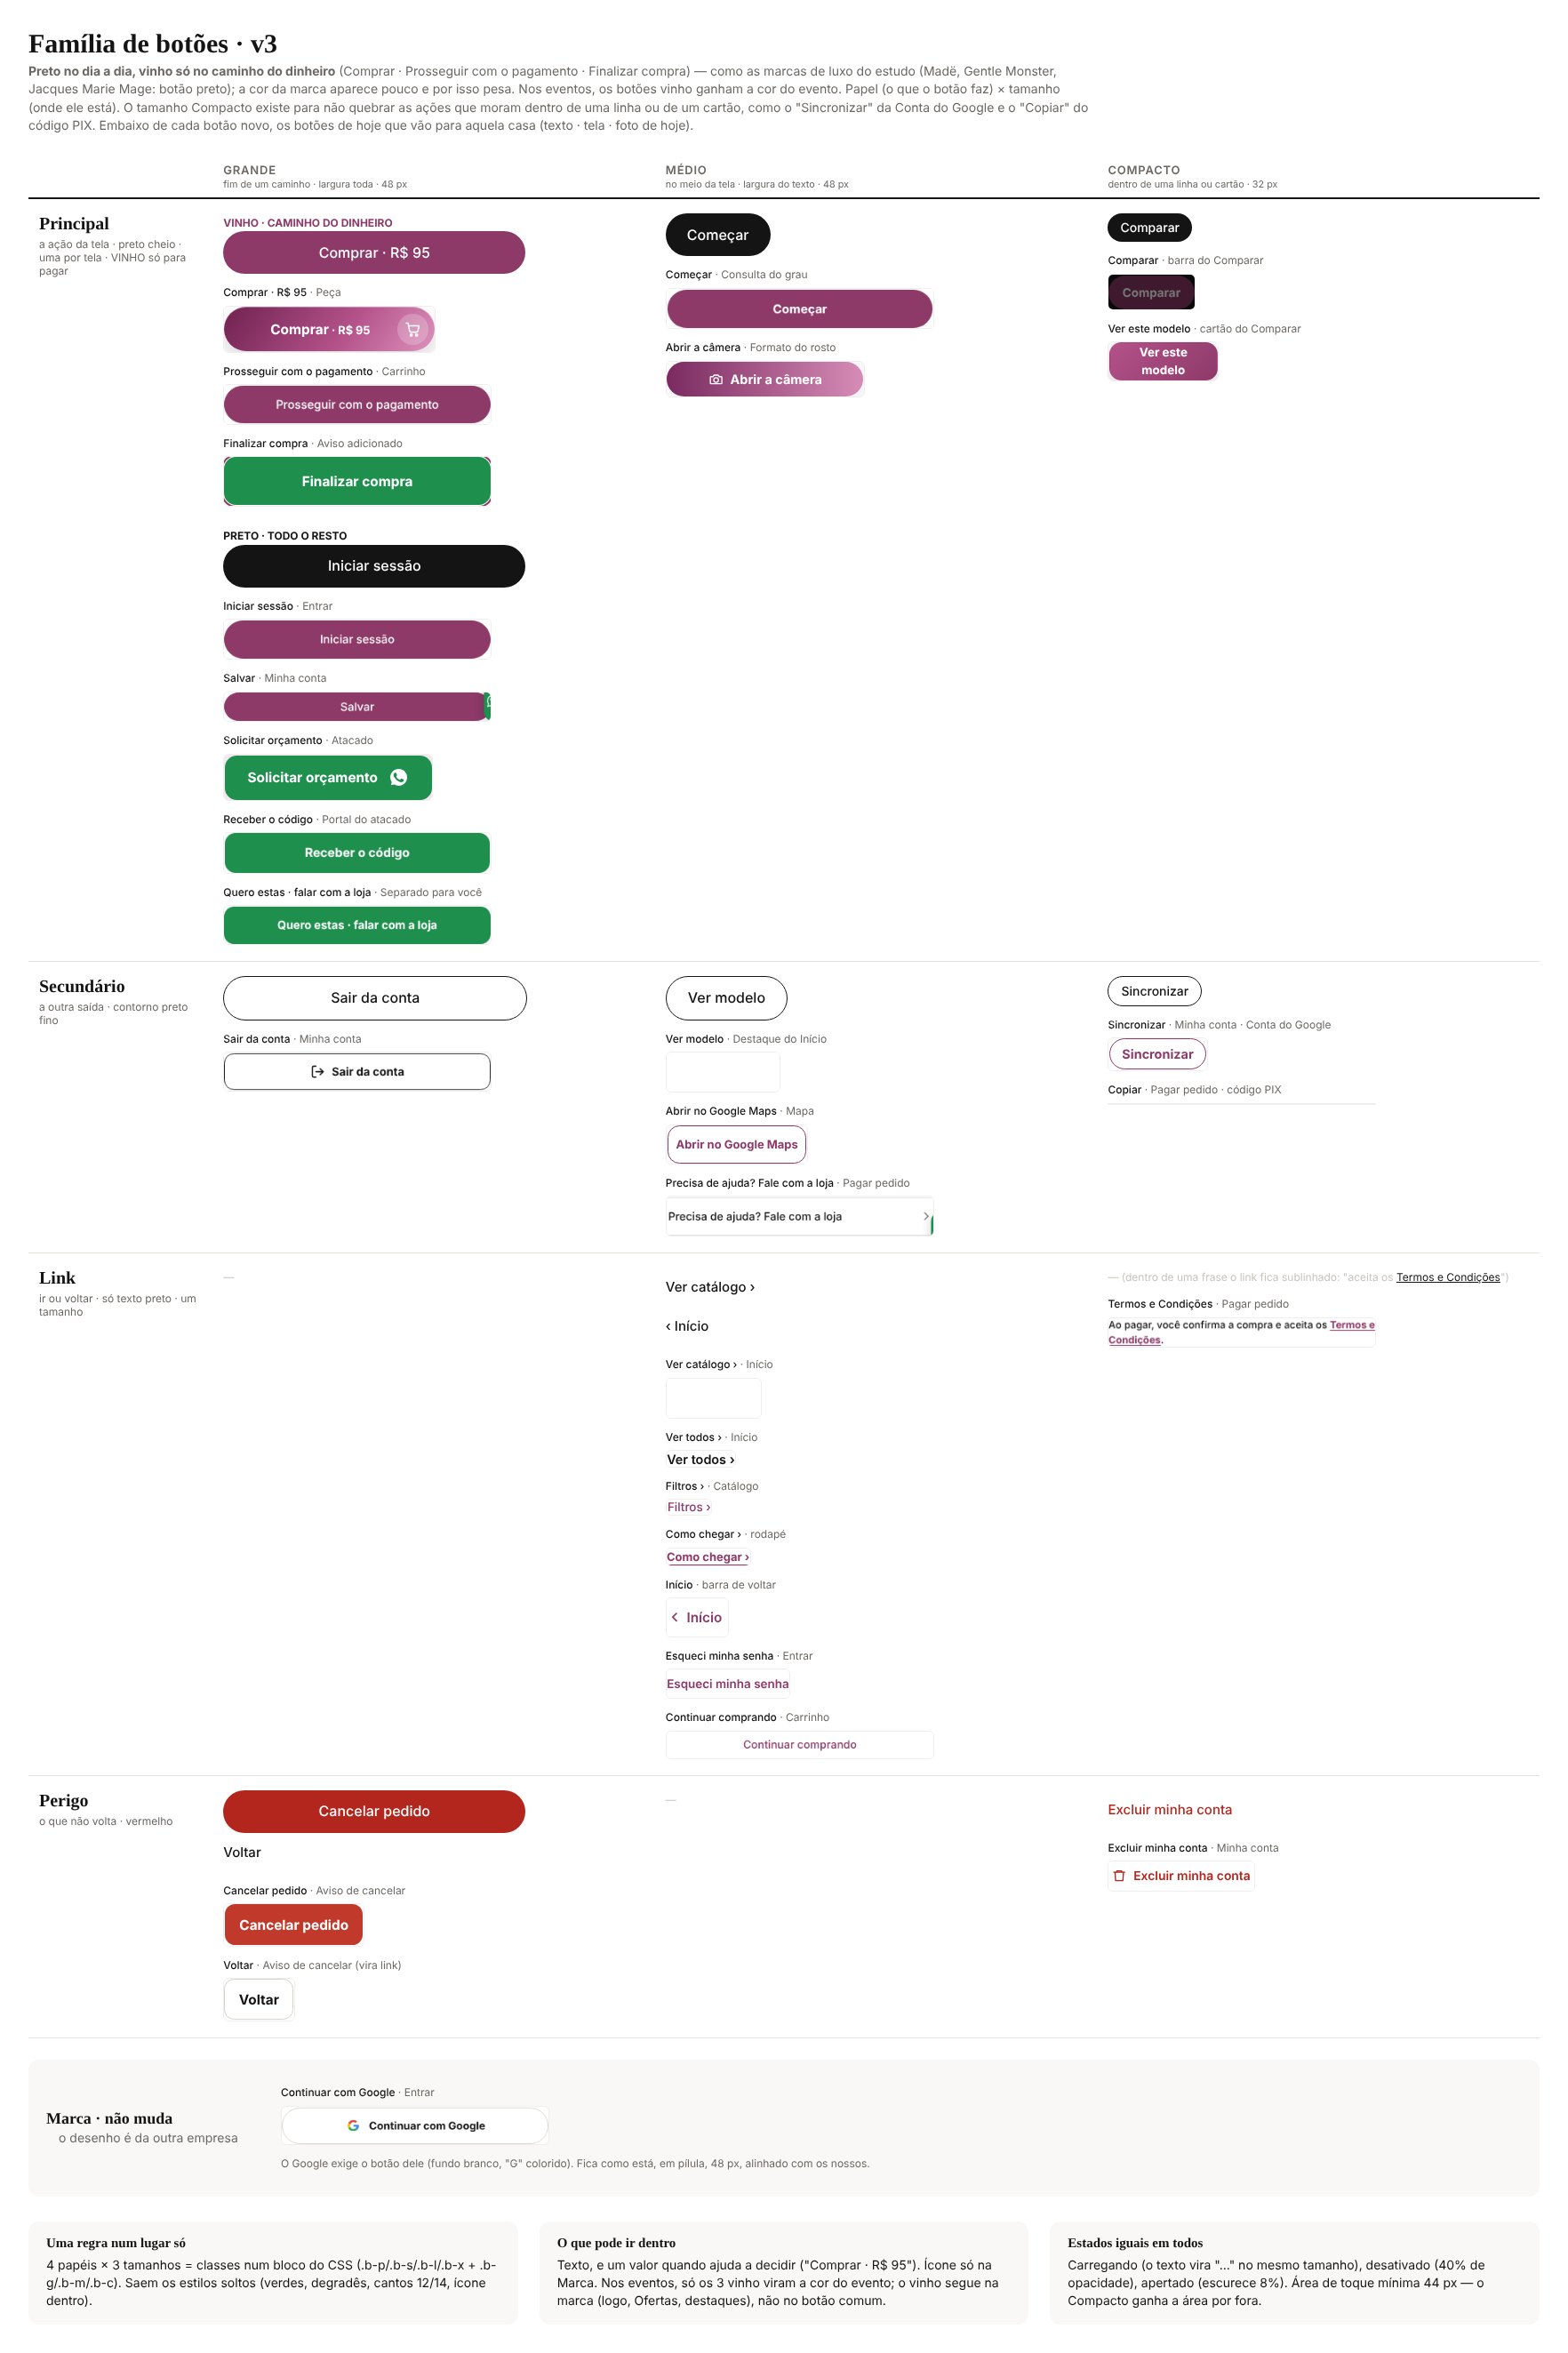 Família de botões · v3
Preto no dia a dia, vinho só no caminho do dinheiro (Comprar · Prosseguir com o pagamento · Finalizar compra) — como as marcas de luxo do estudo (Madë, Gentle Monster,
Jacques Marie Mage: botão preto); a cor da marca aparece pouco e por isso pesa. Nos eventos, os botões vinho ganham a cor do evento. Papel (o que o botão faz) × tamanho
(onde ele está). O tamanho Compacto existe para não quebrar as ações que moram dentro de uma linha ou de um cartão, como o "Sincronizar" da Conta do Google e o "Copiar" do
código PIX. Embaixo de cada botão novo, os botões de hoje que vão para aquela casa (texto · tela · foto de hoje).
GRANDE
fim de um caminho · largura toda · 48 px
MÉDIO
no meio da tela · largura do texto · 48 px
COMPACTO
dentro de uma linha ou cartão · 32 px
Principal
a ação da tela · preto cheio ·
uma por tela · VINHO só para
pagar
VINHO · CAMINHO DO DINHEIRO
Comprar · R$ 95
Comprar · R$ 95 · Peça
Comprar · R$ 95
Prosseguir com o pagamento · Carrinho
Prosseguir com o pagamento
Finalizar compra · Aviso adicionado
Finalizar compra
PRETO · TODO O RESTO
Iniciar sessão
Iniciar sessão · Entrar
Iniciar sessão
Salvar · Minha conta
Salvar
Solicitar orçamento · Atacado
Solicitar orçamento
Receber o código · Portal do atacado
Receber o código
Quero estas · falar com a loja · Separado para você
Quero estas · falar com a loja
Começar
Começar · Consulta do grau
Começar
Abrir a câmera · Formato do rosto
Abrir a câmera
Comparar
Comparar · barra do Comparar
Comparar
Ver este modelo · cartão do Comparar
Ver este
modelo
Secundário
a outra saída · contorno preto
fino
Sair da conta
Sair da conta · Minha conta
Sair da conta
Ver modelo
Ver modelo · Destaque do Início
Abrir no Google Maps · Mapa
Abrir no Google Maps
Precisa de ajuda? Fale com a loja · Pagar pedido
Precisa de ajuda? Fale com a loja ›
Sincronizar
Sincronizar · Minha conta · Conta do Google
Sincronizar
Copiar · Pagar pedido · código PIX
Link
ir ou voltar · só texto preto · um
tamanho
—
Ver catálogo ›
‹ Início
Ver catálogo › · Início
Ver todos › · Início
Ver todos ›
Filtros › · Catálogo
Filtros ›
Como chegar › · rodapé
Como chegar ›
Início · barra de voltar
‹ Início
Esqueci minha senha · Entrar
Esqueci minha senha
Continuar comprando · Carrinho
Continuar comprando
— (dentro de uma frase o link fica sublinhado: "aceita os Termos e Condições")
Termos e Condições · Pagar pedido
Ao pagar, você confirma a compra e aceita os Termos e
Condições.
Perigo
o que não volta · vermelho
Cancelar pedido
Voltar
Cancelar pedido · Aviso de cancelar
Cancelar pedido
Voltar · Aviso de cancelar (vira link)
Voltar
—
Excluir minha conta
Excluir minha conta · Minha conta
Excluir minha conta
Marca · não muda
o desenho é da outra empresa
Continuar com Google · Entrar
Continuar com Google
O Google exige o botão dele (fundo branco, "G" colorido). Fica como está, em pílula, 48 px, alinhado com os nossos.
Uma regra num lugar só
4 papéis × 3 tamanhos = classes num bloco do CSS (.b-p/.b-s/.b-l/.b-x + .b-
g/.b-m/.b-c). Saem os estilos soltos (verdes, degradês, cantos 12/14, ícone
dentro).
O que pode ir dentro
Texto, e um valor quando ajuda a decidir ("Comprar · R$ 95"). Ícone só na
Marca. Nos eventos, só os 3 vinho viram a cor do evento; o vinho segue na
marca (logo, Ofertas, destaques), não no botão comum.
Estados iguais em todos
Carregando (o texto vira "..." no mesmo tamanho), desativado (40% de
opacidade), apertado (escurece 8%). Área de toque mínima 44 px — o
Compacto ganha a área por fora.